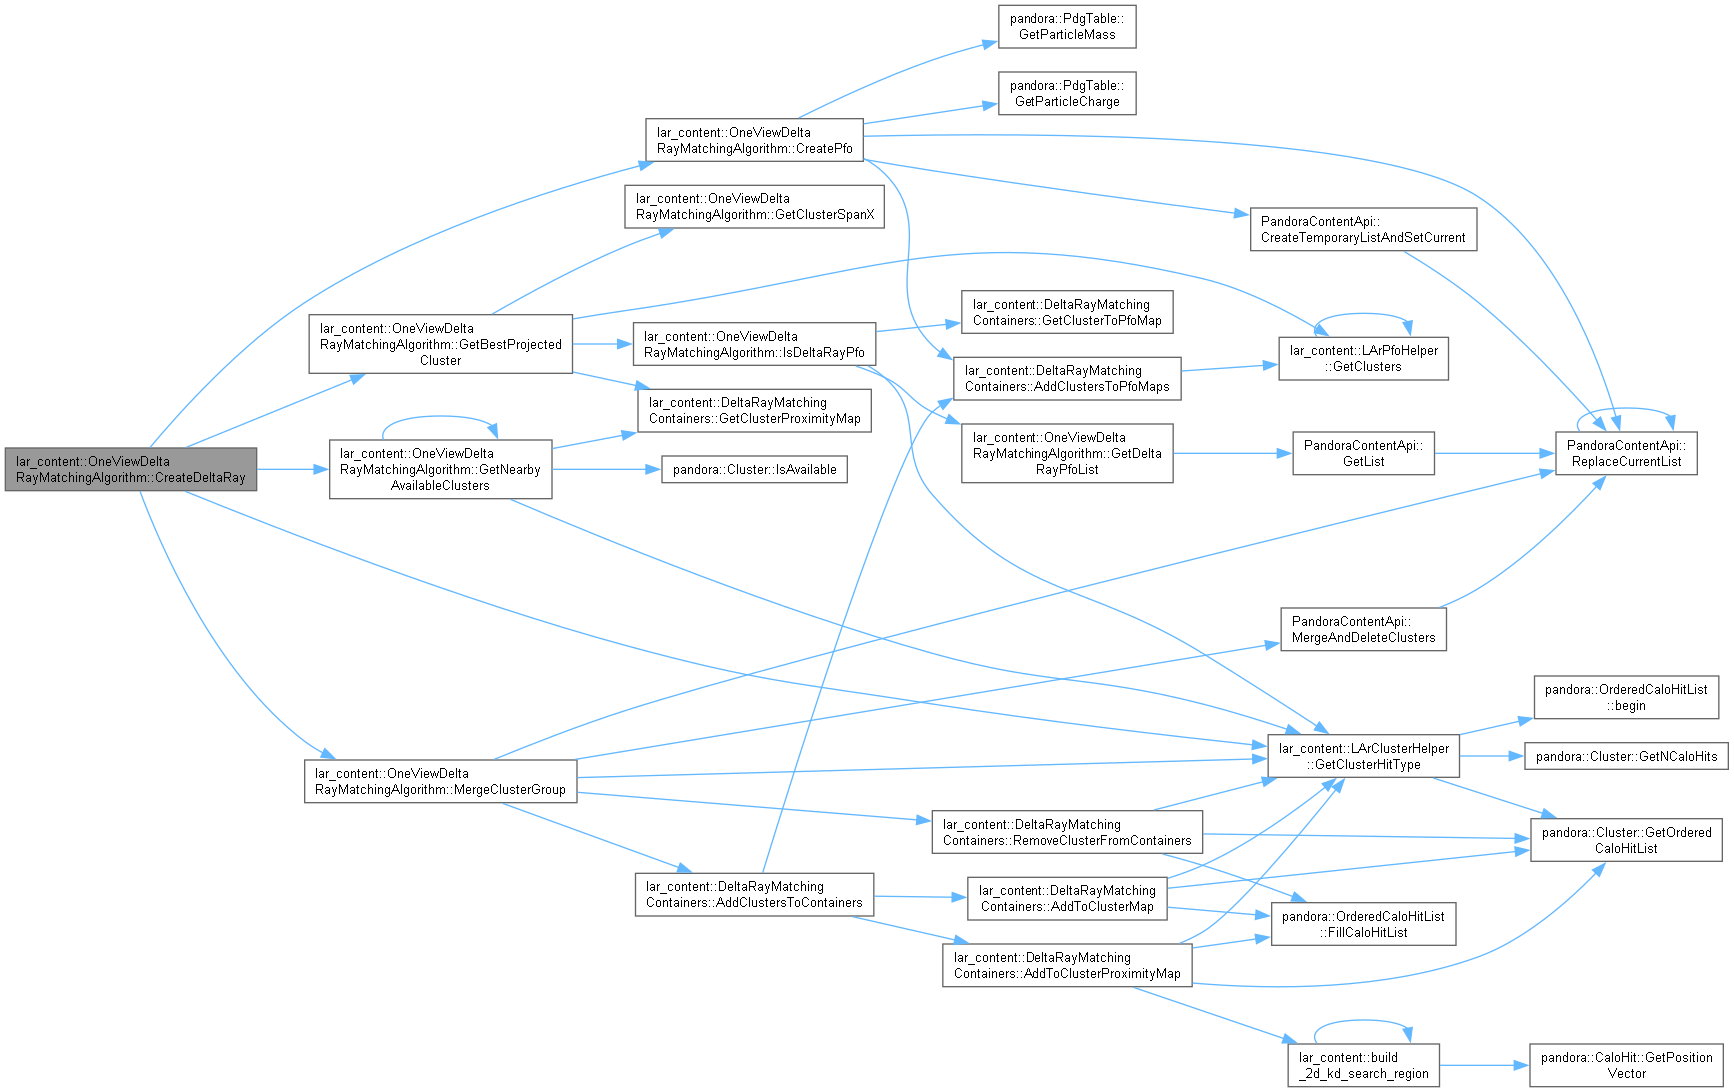 lar_content::OneViewDelta
RayMatchingAlgorithm::CreateDeltaRay
lar_content::OneViewDelta
RayMatchingAlgorithm::CreatePfo
pandora::PdgTable::
GetParticleMass
pandora::PdgTable::
GetParticleCharge
lar_content::OneViewDelta
RayMatchingAlgorithm::GetClusterSpanX
PandoraContentApi::
CreateTemporaryListAndSetCurrent
lar_content::OneViewDelta
RayMatchingAlgorithm::GetBestProjected
Cluster
lar_content::OneViewDelta
RayMatchingAlgorithm::IsDeltaRayPfo
lar_content::DeltaRayMatching
Containers::GetClusterToPfoMap
lar_content::DeltaRayMatching
Containers::AddClustersToPfoMaps
lar_content::LArPfoHelper
::GetClusters
lar_content::DeltaRayMatching
Containers::GetClusterProximityMap
lar_content::OneViewDelta
RayMatchingAlgorithm::GetNearby
AvailableClusters
pandora::Cluster::IsAvailable
lar_content::OneViewDelta
RayMatchingAlgorithm::GetDelta
RayPfoList
PandoraContentApi::
GetList
PandoraContentApi::
ReplaceCurrentList
PandoraContentApi::
MergeAndDeleteClusters
lar_content::OneViewDelta
RayMatchingAlgorithm::MergeClusterGroup
lar_content::LArClusterHelper
::GetClusterHitType
pandora::OrderedCaloHitList
::begin
pandora::Cluster::GetNCaloHits
lar_content::DeltaRayMatching
Containers::RemoveClusterFromContainers
pandora::Cluster::GetOrdered
CaloHitList
lar_content::DeltaRayMatching
Containers::AddClustersToContainers
lar_content::DeltaRayMatching
Containers::AddToClusterMap
pandora::OrderedCaloHitList
::FillCaloHitList
lar_content::DeltaRayMatching
Containers::AddToClusterProximityMap
lar_content::build
_2d_kd_search_region
pandora::CaloHit::GetPosition
Vector